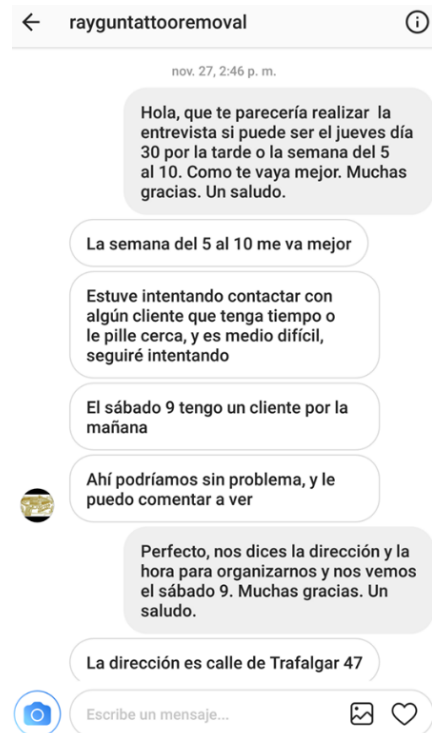 rayguntattooremoval
nov. 27, 2:46 p. m.
Hola, que te parecería realizar la
entrevista si puede ser el jueves día
30 por la tarde o la semana del 5
al 10. Como te vaya mejor. Muchas
gracias. Un saludo.
La semana del 5 al 10 me va mejor
Estuve intentando contactar con
algún cliente que tenga tiempo o
le pille cerca, y es medio difícil,
seguiré intentando
El sábado 9 tengo un cliente por la
mañana
Ahí podríamos sin problema, y le
puedo comentar a ver
Perfecto, nos dices la dirección y la
hora para organizarnos y nos vemos
el sábado 9. Muchas gracias. Un
saludo.
La dirección es calle de Trafalgar 47
Escribe un mensaje...